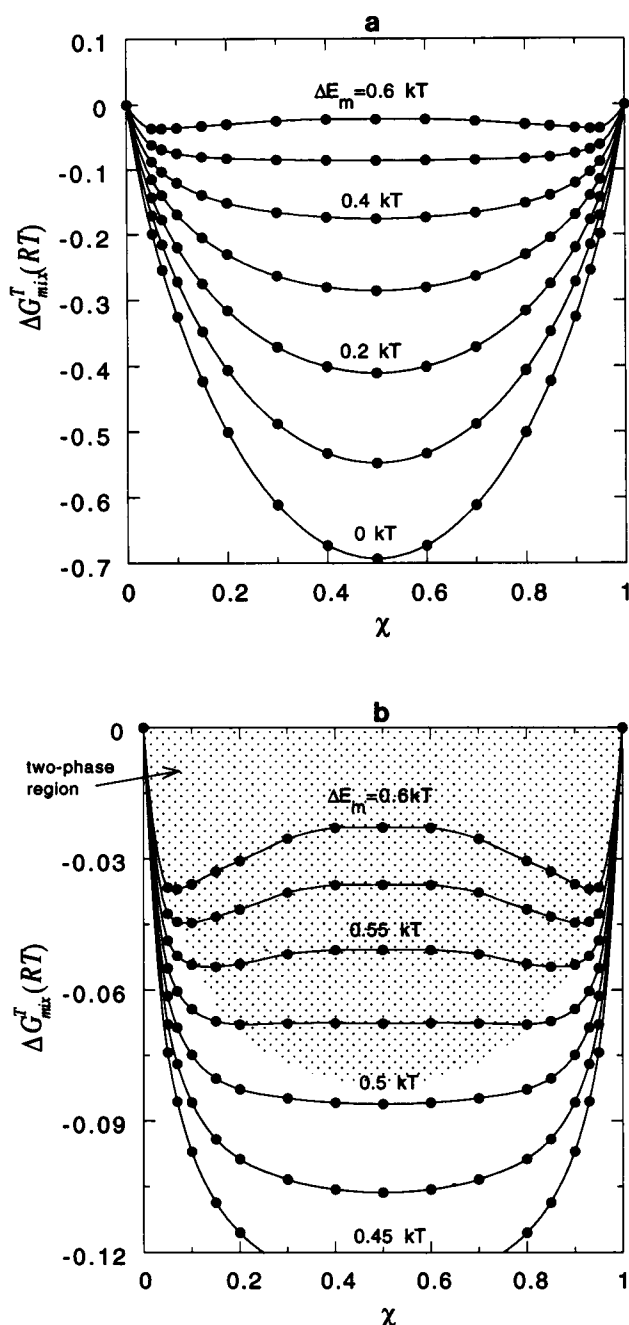 a
0.1
0
-0.1
-0.2
-0.3
-0.4
-0.5
-0.6
-0.7
ΔG^T_mix (RT)
ΔE_m=0.6 kT
0.4 kT
0.2 kT
0 kT
0 0.2 0.4 0.6 0.8 1
χ
b
0
-0.03
-0.06
-0.09
-0.12
ΔG^T_mix (RT)
two-phase
region
ΔE_m=0.6kT
0.55 kT
0.5 kT
0.45 kT
0 0.2 0.4 0.6 0.8 1
χ